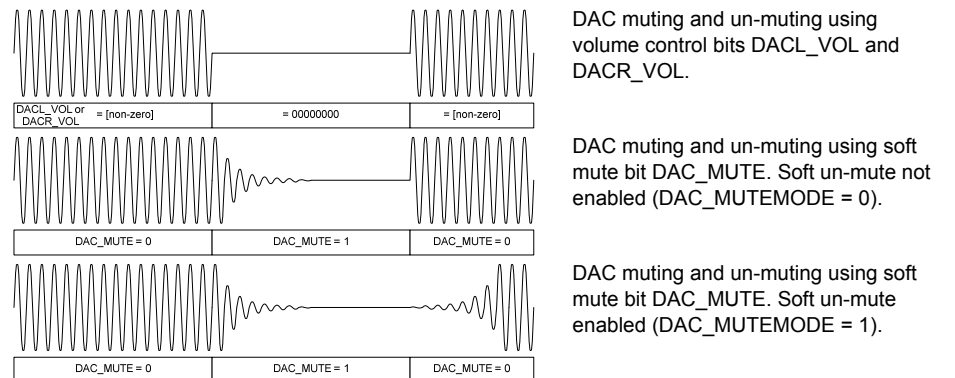 DAC muting and un-muting using
volume control bits DACL_VOL and
DACR_VOL.
DACL_VOL or
DACR_VOL = [non-zero] = 00000000 = [non-zero]
DAC muting and un-muting using soft
mute bit DAC_MUTE. Soft un-mute not
enabled (DAC_MUTEMODE = 0).
DAC_MUTE = 0 DAC_MUTE = 1 DAC_MUTE = 0
DAC muting and un-muting using soft
mute bit DAC_MUTE. Soft un-mute
enabled (DAC_MUTEMODE = 1).
DAC_MUTE = 0 DAC_MUTE = 1 DAC_MUTE = 0